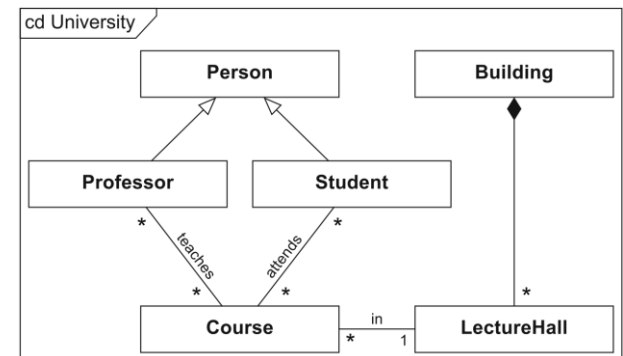 cd University
Person
Building
Professor
Student
*
*
teaches
attends
*
*
*
Course
in
*
1
LectureHall